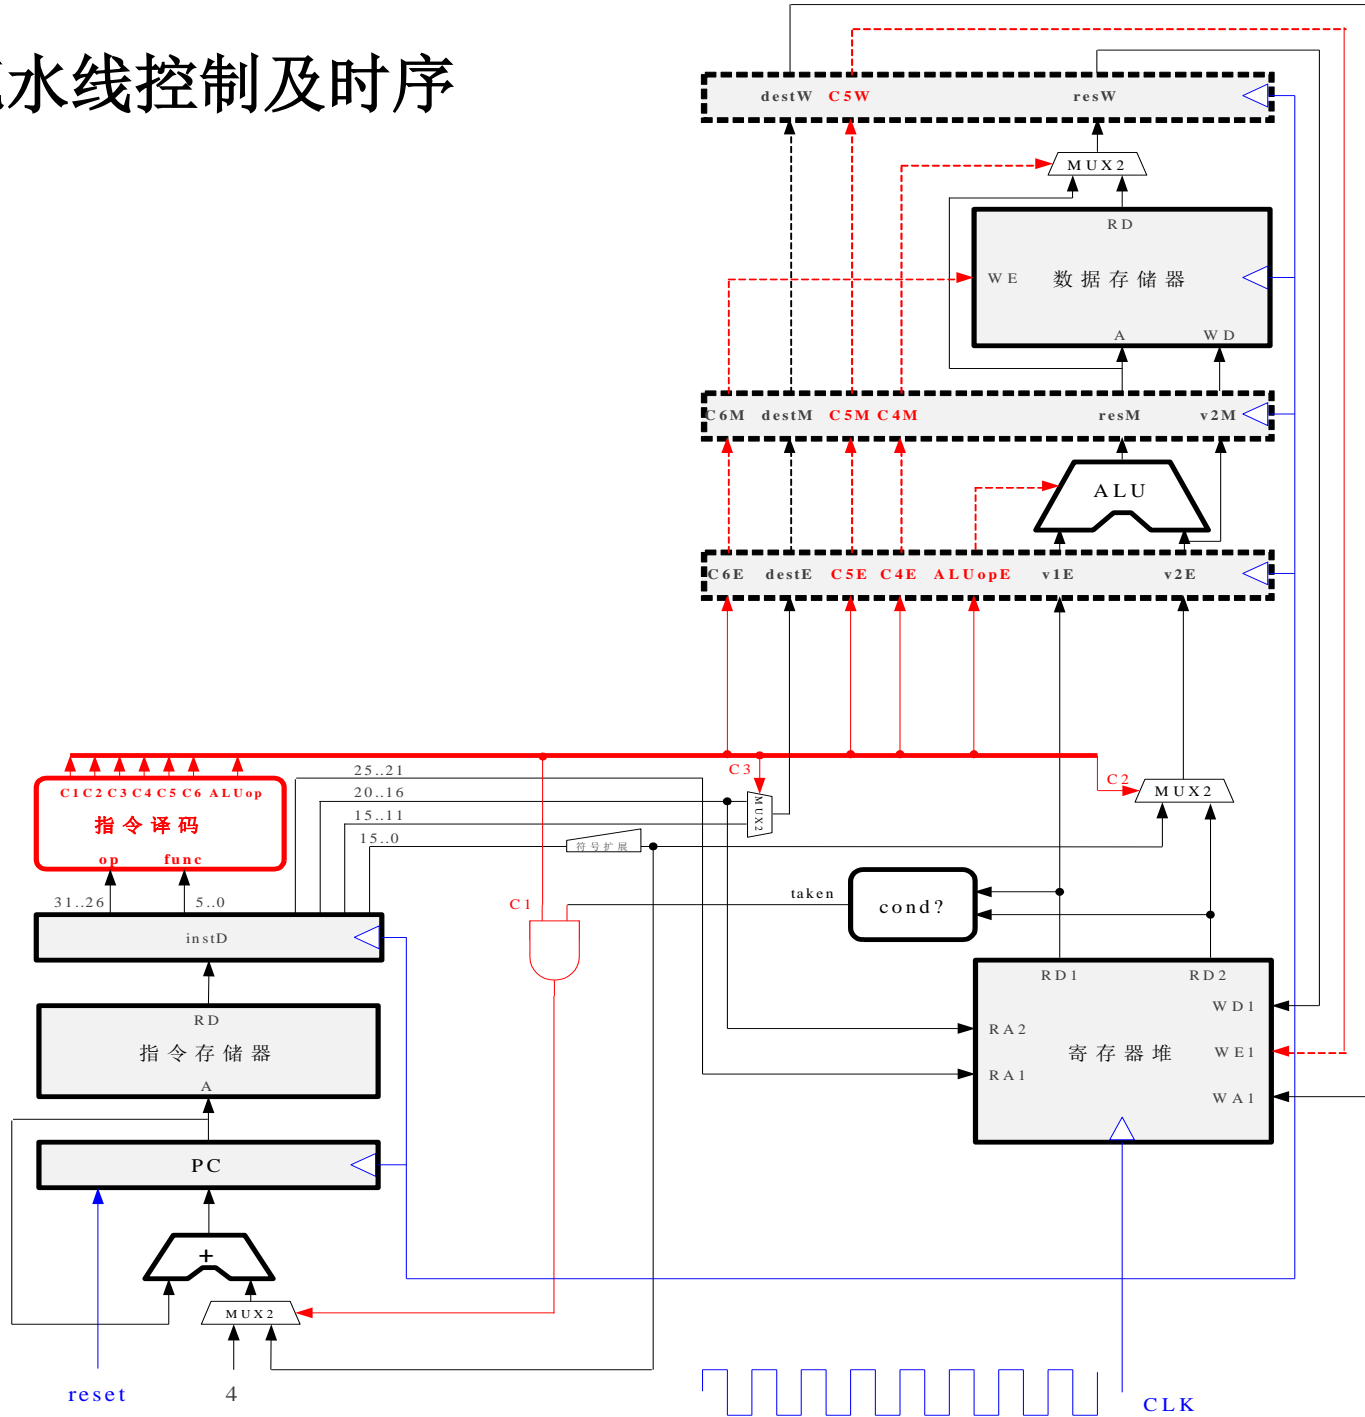 水线控制及时序
destW C5W resW
MUX2
RD
WE 数据存储器
A WD
C6M destM C5M C4M resM v2M
ALU
C6E destE C5E C4E ALUopE v1E v2E
25..21
C3
C2
C1 C2 C3 C4 C5 C6 ALUop
20..16
MUX2
MUX2
指令译码
15..11
15..0
符号扩展
op func
31..26 5..0
C1
taken
cond?
instD
RD1 RD2
WD1
RD
RA2
指令存储器
寄存器堆
WE1
RA1
A
WA1
PC
+
MUX2
reset
4
CLK